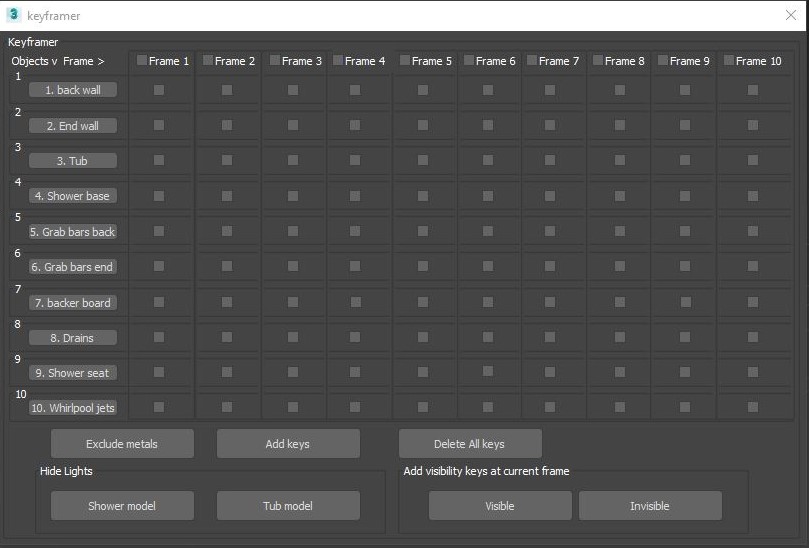 3 keyframer
Keyframer
Objects v Frame > Frame 1 Frame 2 Frame 3 Frame 4 Frame 5 Frame 6 Frame 7 Frame 8 Frame 9 Frame 10
1
1. back wall
2
2. End wall
3
3. Tub
4
4. Shower base
5
5. Grab bars back
6
6. Grab bars end
7
7. backer board
8
8. Drains
9
9. Shower seat
10
10. Whirlpool jets
Exclude metals Add keys Delete All keys
Hide Lights Add visibility keys at current frame
Shower model Tub model Visible Invisible